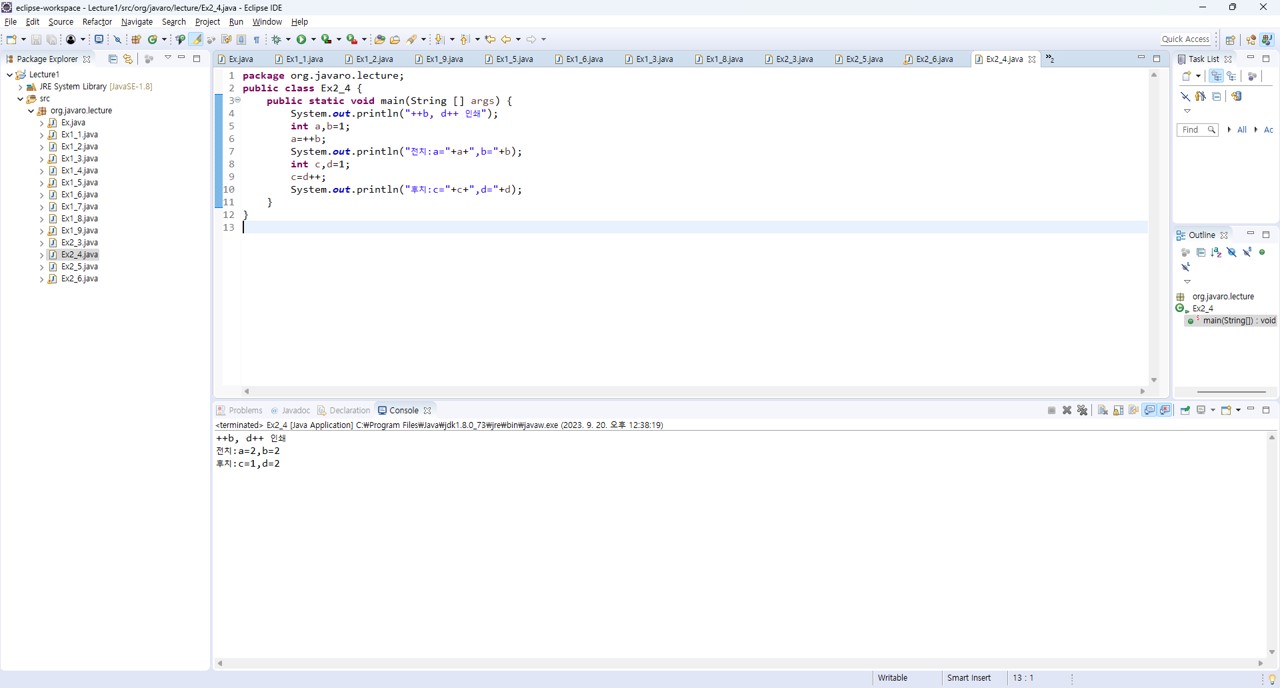 eclipse-workspace - Lecture1/src/org/javaro/lecture/Ex2_4.java - Eclipse IDE
File Edit Source Refactor Navigate Search Project Run Window Help
Quick Access
Package Explorer
Lecture1
JRE System Library [JavaSE-1.8]
src
org.javaro.lecture
Ex.java
Ex1_1.java
Ex1_2.java
Ex1_3.java
Ex1_4.java
Ex1_5.java
Ex1_6.java
Ex1_7.java
Ex1_8.java
Ex1_9.java
Ex2_3.java
Ex2_4.java
Ex2_5.java
Ex2_6.java
Ex.java Ex1_1.java Ex1_2.java Ex1_9.java Ex1_5.java Ex1_6.java Ex1_3.java Ex1_8.java Ex2_3.java Ex2_5.java Ex2_6.java Ex2_4.java »2
1 package org.javaro.lecture;
2 public class Ex2_4 {
3 public static void main(String [] args) {
4 System.out.println("++b, d++ 인쇄");
5 int a,b=1;
6 a=++b;
7 System.out.println("전치:a="+a+",b="+b);
8 int c,d=1;
9 c=d++;
10 System.out.println("후치:c="+c+",d="+d);
11 }
12 }
13
Task List
Find All Ac
Outline
org.javaro.lecture
Ex2_4
main(String[]) : void
Problems Javadoc Declaration Console
<terminated> Ex2_4 [Java Application] C:₩Program Files₩Java₩jdk1.8.0_73₩jre₩bin₩javaw.exe (2023. 9. 20. 오후 12:38:19)
++b, d++ 인쇄
전치:a=2,b=2
후치:c=1,d=2
Writable Smart Insert 13 : 1